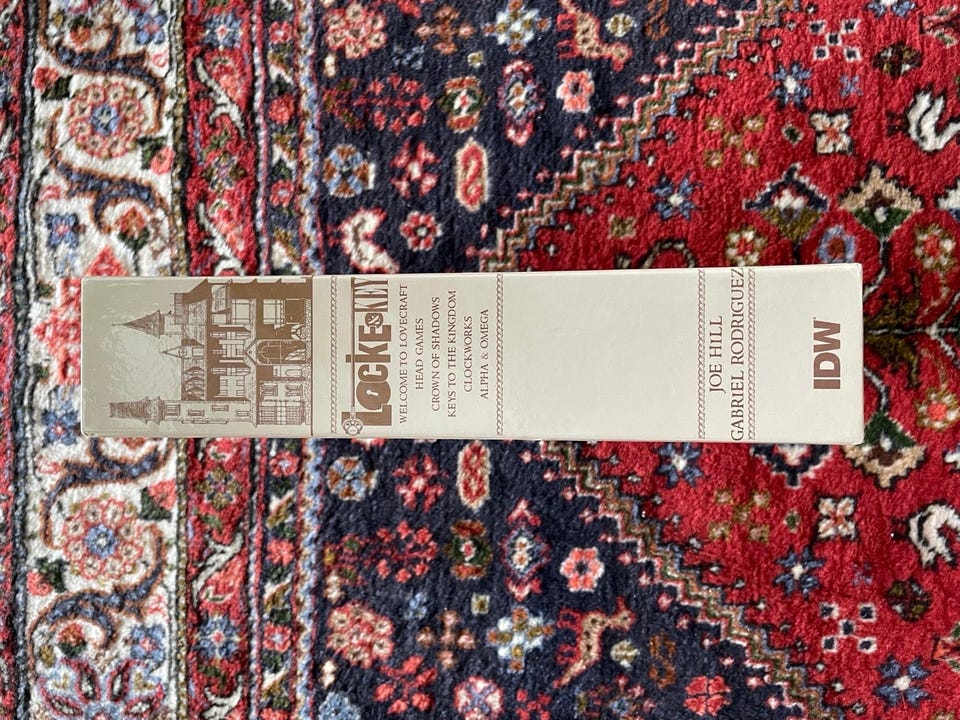 LOCKE & KEY
WELCOME TO LOVECRAFT
HEAD GAMES
CROWN OF SHADOWS
KEYS TO THE KINGDOM
CLOCKWORKS
ALPHA & OMEGA
JOE HILL
GABRIEL RODRIGUEZ
IDW